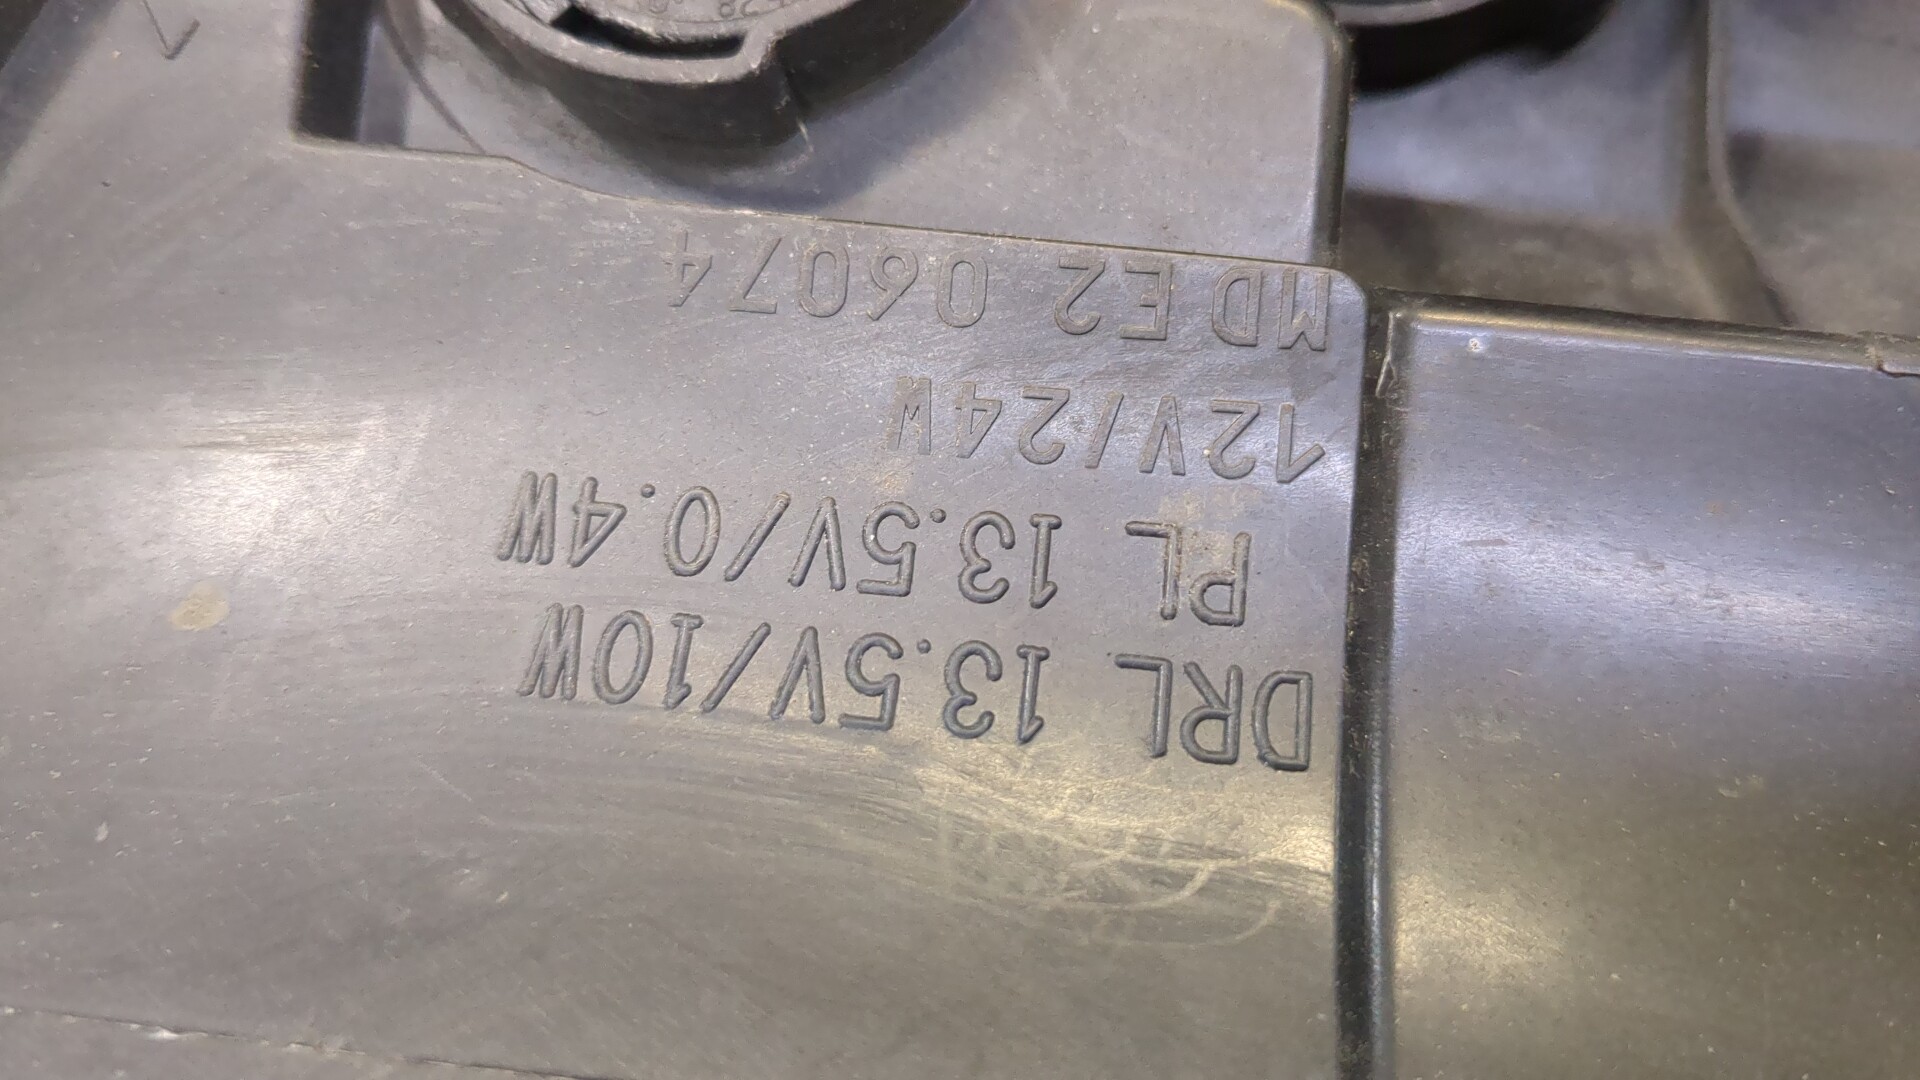 DRL 13.5V/10W
PL 13.5V/0.4W
12V/24W
MD E2 06074